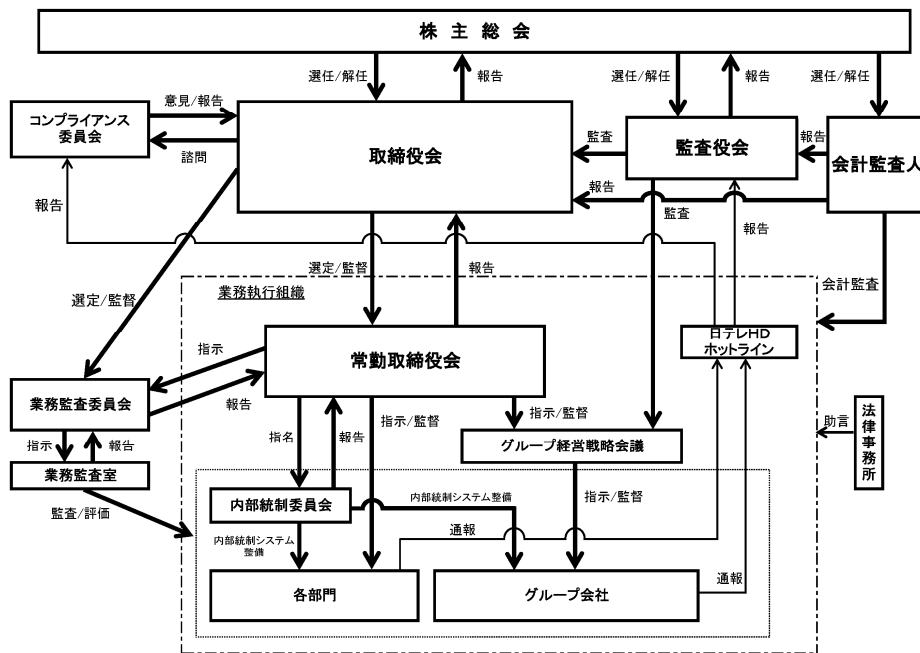 株主総会
選任/解任
報告
選任/解任
報告
選任/解任
コンプライアンス
委員会
意見/報告
諮問
取締役会
監査
監査役会
報告
会計監査人
報告
監査
報告
報告
選定/監督
選定/監督
報告
会計監査
業務執行組織
日テレHD
ホットライン
常勤取締役会
指示
報告
業務監査委員会
指示
報告
業務監査室
監査/評価
指名
報告
指示/監督
指示/監督
グループ経営戦略会議
助言
法律事務所
内部統制委員会
内部統制システム整備
指示/監督
内部統制システム
整備
通報
各部門
グループ会社
通報